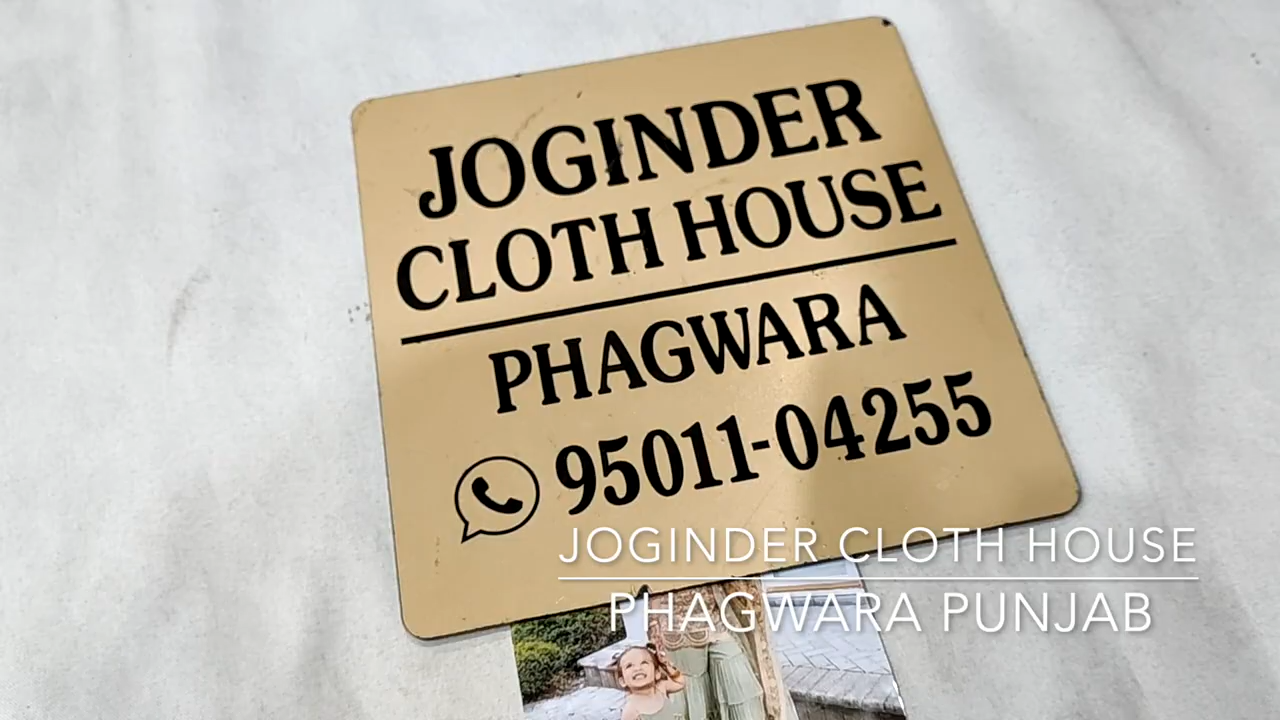 JOGINDER
CLOTH HOUSE
PHAGWARA
95011-04255
JOGINDER CLOTH HOUSE
PHAGWARA PUNJAB